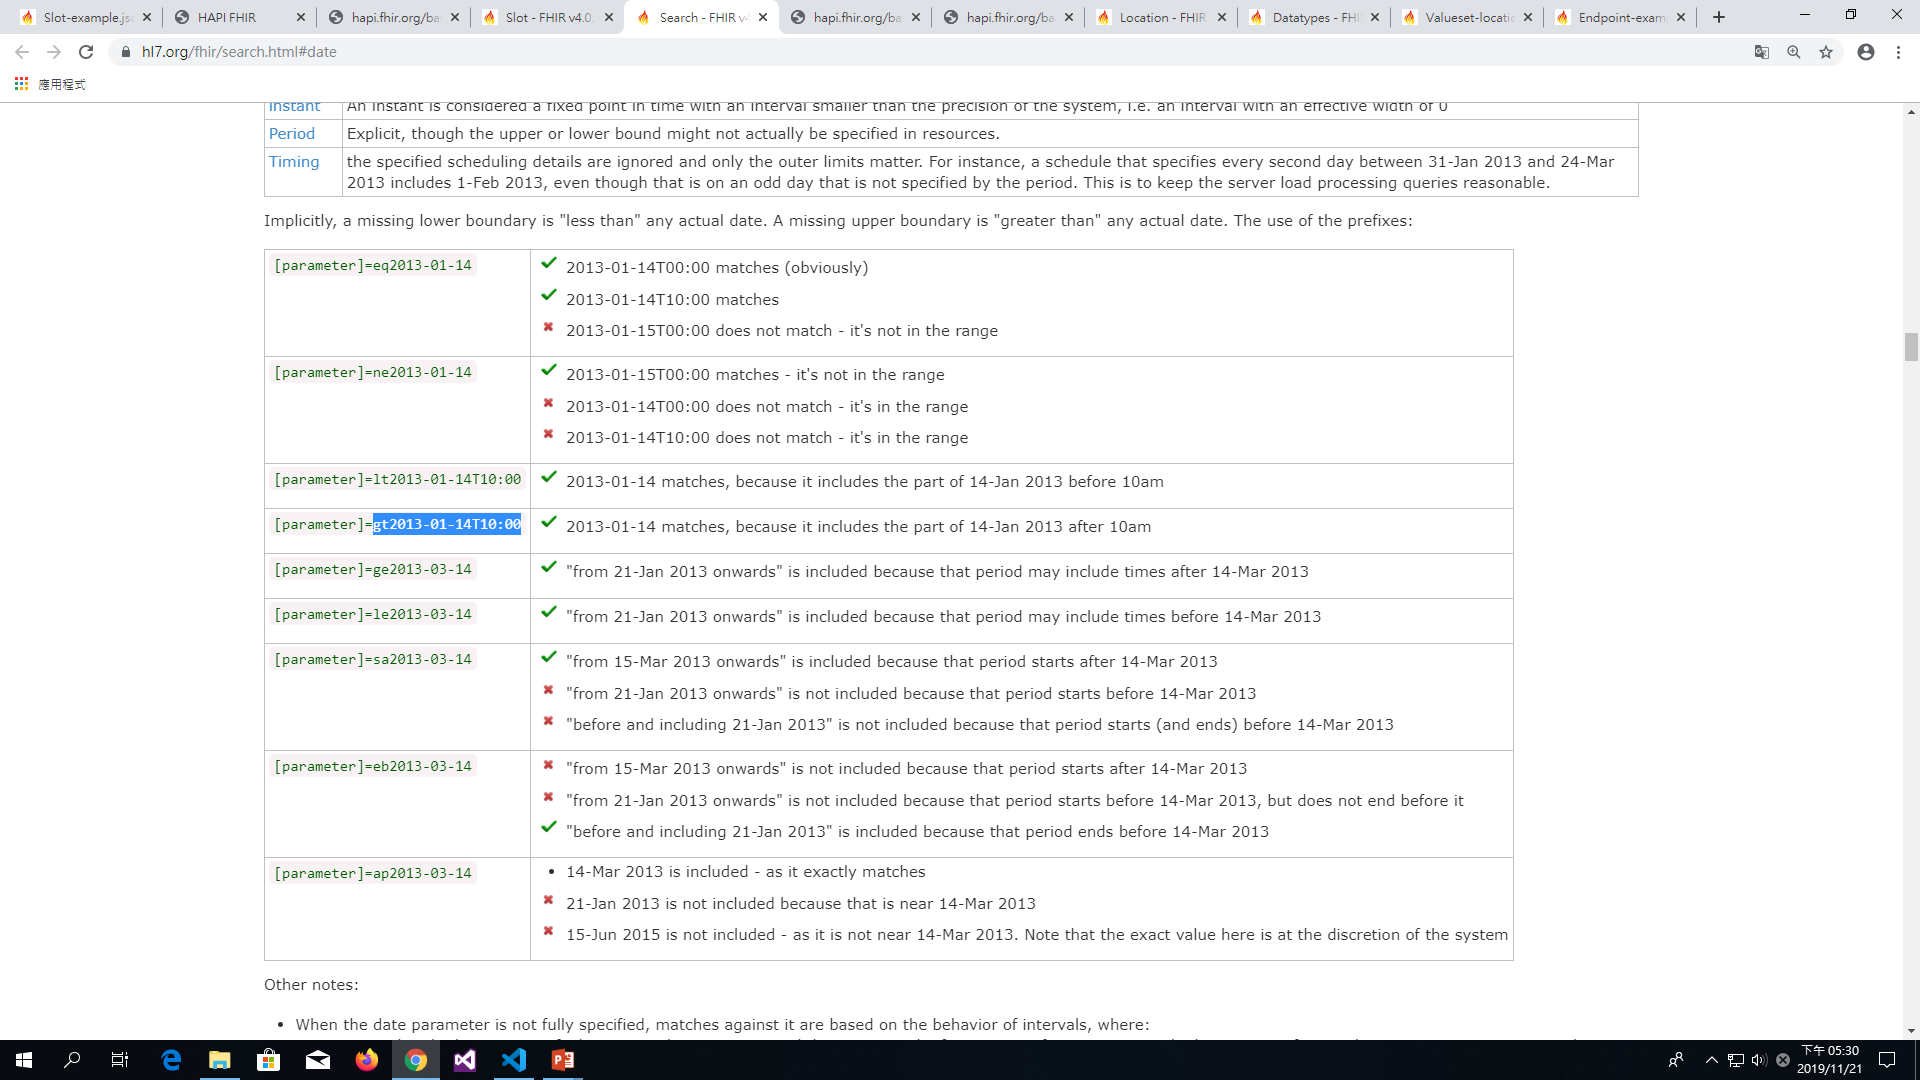 Slot-example.js
HAPI FHIR
hapi.fhir.org/ba
Slot - FHIR v4.0.
Search - FHIR v4
hapi.fhir.org/ba
hapi.fhir.org/ba
Location - FHIR
Datatypes - FHI
Valueset-locatic
Endpoint-exam
hl7.org/fhir/search.html#date
應用程式
Instant An instant is considered a fixed point in time with an interval smaller than the precision of the system, i.e. an interval with an effective width of 0
Period Explicit, though the upper or lower bound might not actually be specified in resources.
Timing the specified scheduling details are ignored and only the outer limits matter. For instance, a schedule that specifies every second day between 31-Jan 2013 and 24-Mar
2013 includes 1-Feb 2013, even though that is on an odd day that is not specified by the period. This is to keep the server load processing queries reasonable.
Implicitly, a missing lower boundary is "less than" any actual date. A missing upper boundary is "greater than" any actual date. The use of the prefixes:
[parameter]=eq2013-01-14 2013-01-14T00:00 matches (obviously)
2013-01-14T10:00 matches
2013-01-15T00:00 does not match - it's not in the range
[parameter]=ne2013-01-14 2013-01-15T00:00 matches - it's not in the range
2013-01-14T00:00 does not match - it's in the range
2013-01-14T10:00 does not match - it's in the range
[parameter]=lt2013-01-14T10:00 2013-01-14 matches, because it includes the part of 14-Jan 2013 before 10am
[parameter]=gt2013-01-14T10:00 2013-01-14 matches, because it includes the part of 14-Jan 2013 after 10am
[parameter]=ge2013-03-14 "from 21-Jan 2013 onwards" is included because that period may include times after 14-Mar 2013
[parameter]=le2013-03-14 "from 21-Jan 2013 onwards" is included because that period may include times before 14-Mar 2013
[parameter]=sa2013-03-14 "from 15-Mar 2013 onwards" is included because that period starts after 14-Mar 2013
"from 21-Jan 2013 onwards" is not included because that period starts before 14-Mar 2013
"before and including 21-Jan 2013" is not included because that period starts (and ends) before 14-Mar 2013
[parameter]=eb2013-03-14 "from 15-Mar 2013 onwards" is not included because that period starts after 14-Mar 2013
"from 21-Jan 2013 onwards" is not included because that period starts before 14-Mar 2013, but does not end before it
"before and including 21-Jan 2013" is included because that period ends before 14-Mar 2013
[parameter]=ap2013-03-14 • 14-Mar 2013 is included - as it exactly matches
21-Jan 2013 is not included because that is near 14-Mar 2013
15-Jun 2015 is not included - as it is not near 14-Mar 2013. Note that the exact value here is at the discretion of the system
Other notes:
• When the date parameter is not fully specified, matches against it are based on the behavior of intervals, where:
下午 05:30
2019/11/21